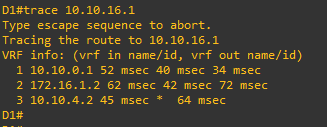 D1#trace 10.10.16.1
Type escape sequence to abort.
Tracing the route to 10.10.16.1
VRF info: (vrf in name/id, vrf out name/id)
1 10.10.0.1 52 msec 40 msec 34 msec
2 172.16.1.2 62 msec 42 msec 72 msec
3 10.10.4.2 45 msec * 64 msec
D1#